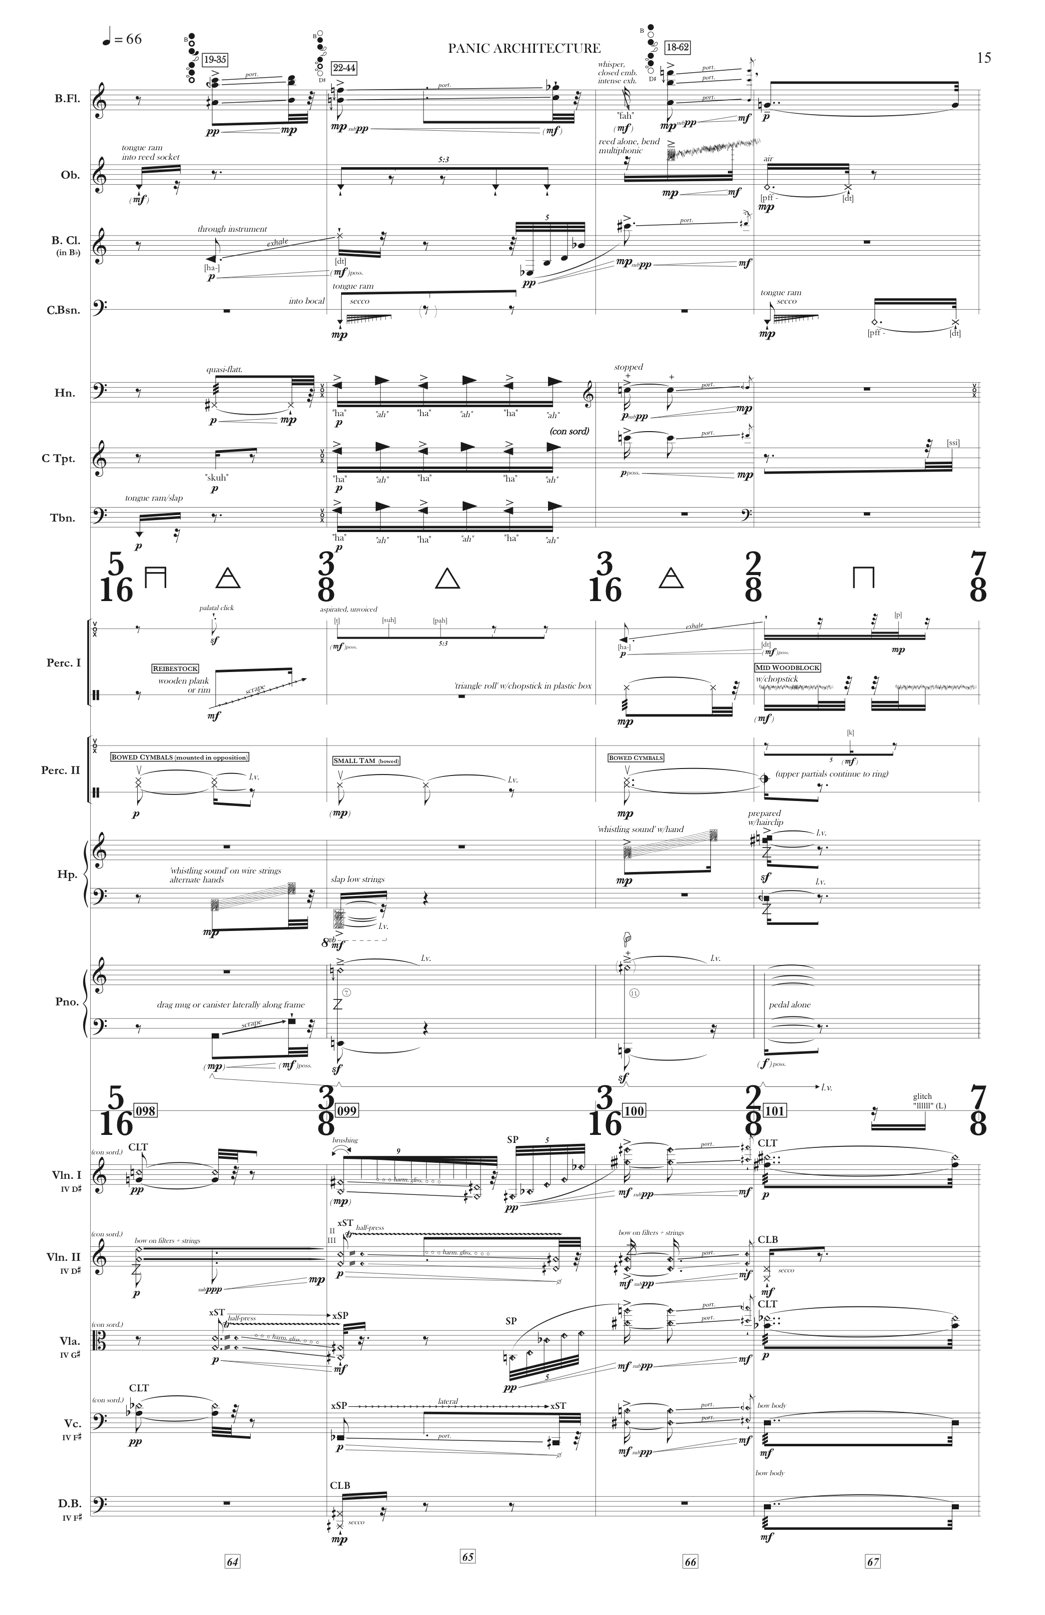 = 66
PANIC ARCHITECTURE
15
19-35
22-44
18-62
B.Fl.
port.
pp
mp
mp
sub pp
port.
(mf)
whisper,
closed emb.
intense exh.
"fah"
(mf)
port.
port.
mp
sub pp
mf
p
tongue ram
into reed socket
Ob.
(mf)
5:3
reed alone, bend
multiphonic
mp
mf
air
[pff -
[dt]
mp
B. Cl.
(in B♭)
through instrument
exhale
[ha-]
p
[dt]
(mf) poss.
5
pp
port.
mp
sub pp
mf
C.Bsn.
into bocal
tongue ram
secco
mp
tongue ram
secco
mp
[pff -
[dt]
Hn.
quasi-flatt.
p
mp
VOX
"ha"
"ah"
"ha"
"ha"
"ah"
p
stopped
port.
p sub pp
mp
VOX
(con sord)
C Tpt.
"skuh"
p
VOX
"ha"
"ah"
"ha"
"ha"
"ah"
p
port.
p poss.
mp
[ssi]
tongue ram/slap
Tbn.
p
VOX
"ha"
"ah"
"ha"
"ha"
"ah"
p
5
16
3
8
3
16
2
8
7
8
Perc. I
VOX
palatal click
sf
aspirated, unvoiced
[t]
[suh]
[pah]
(mf) poss.
5:3
[ha-]
p
exhale
[dt]
(mf) poss.
[p]
mp
REIBESTOCK
wooden plank
or rim
scrape
mf
'triangle roll' w/chopstick in plastic box
mp
MID WOODBLOCK
w/chopstick
(mf)
Perc. II
VOX
[k]
5
(mf)
BOWED CYMBALS (mounted in opposition)
l.v.
p
SMALL TAM (bowed)
l.v.
(mp)
BOWED CYMBALS
mp
(upper partials continue to ring)
Hp.
'whistling sound' on wire strings
alternate hands
mp
slap low strings
l.v.
8vb
mf
'whistling sound' w/hand
mp
prepared
w/hairclip
l.v.
sf
l.v.
Pno.
drag mug or canister laterally along frame
scrape
(mp)
(mf) poss.
l.v.
7
sf
l.v.
11
sf
pedal alone
(f) poss.
l.v.
5
16
098
3
8
099
3
16
100
2
8
101
glitch
"llllll" (L)
7
8
(con sord.)
CLT
Vln. I
IV D♯
pp
brushing
9
o o o harm. gliss. o o o
(mp)
SP
5
pp
port.
mf sub pp
mf
CLT
p
(con sord.)
Vln. II
IV D♯
bow on filters + strings
p
sub ppp
mp
II
III
xST
half-press
o o o harm. gliss. o o o
p
ø
bow on filters + strings
port.
mf sub pp
mf
CLB
secco
mf
(con sord.)
Vla.
IV G♯
xST
half-press
o o o harm. gliss. o o o
p
xSP
mf
SP
5
pp
port.
mf sub pp
mf
CLT
p
(con sord.)
CLT
Vc.
IV F♯
pp
xSP
lateral
xST
port.
p
ø
port.
mf sub pp
mf
bow body
mf
D.B.
IV F♯
CLB
secco
mp
bow body
mf
64
65
66
67